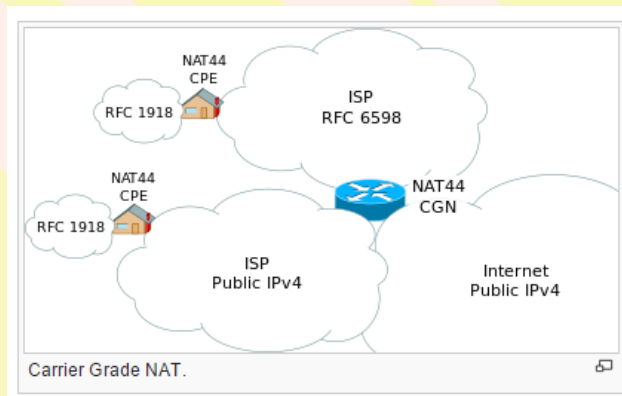 NAT44
CPE
RFC 1918
ISP
RFC 6598
NAT44
CPE
RFC 1918
NAT44
CGN
ISP
Public IPv4
Internet
Public IPv4
Carrier Grade NAT.